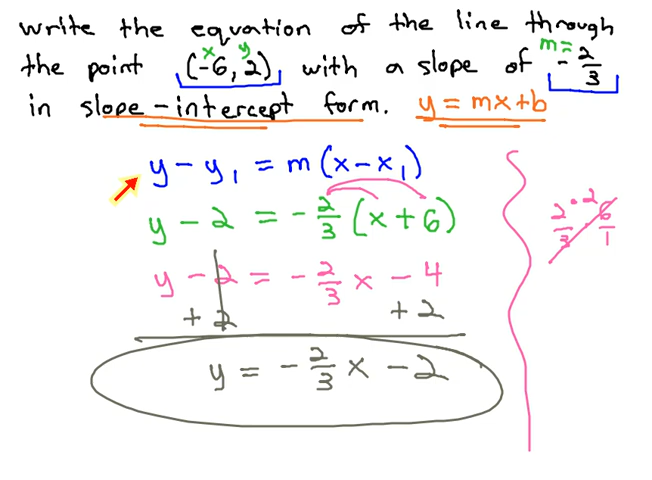 write the equation of the line through
x y m =
the point (-6, 2) with a slope of -2/3
in slope-intercept form. y = mx+b
y - y₁ = m(x-x₁)
y - 2 = -2/3(x+6)
2/3 · 2 6/1
y - 2 = -2/3 x - 4
+ 2 + 2
y = -2/3 x - 2